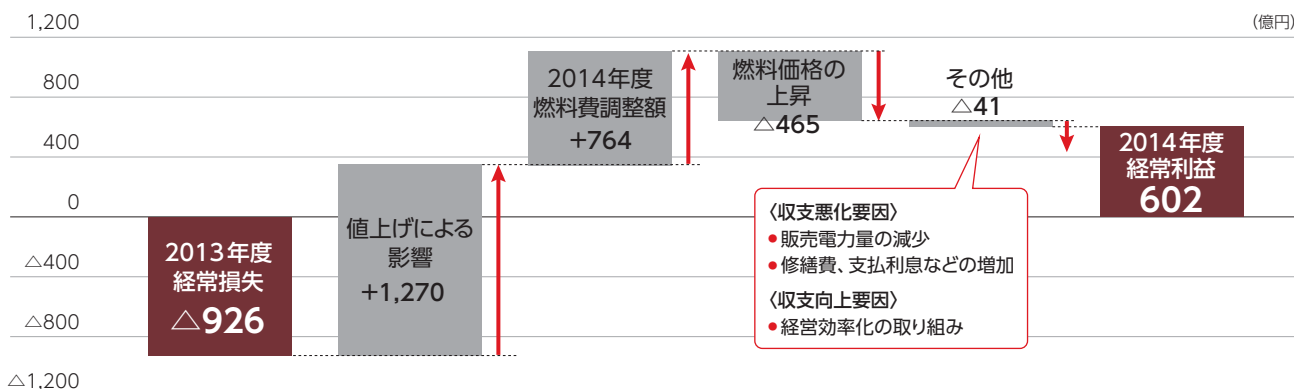 (億円)
1,200
800
400
0
△400
△800
△1,200
2013年度
経常損失
△926
値上げによる
影響
+1,270
2014年度
燃料費調整額
+764
燃料価格の
上昇
△465
その他
△41
〈収支悪化要因〉
●販売電力量の減少
●修繕費、支払利息などの増加
〈収支向上要因〉
●経営効率化の取り組み
2014年度
経常利益
602